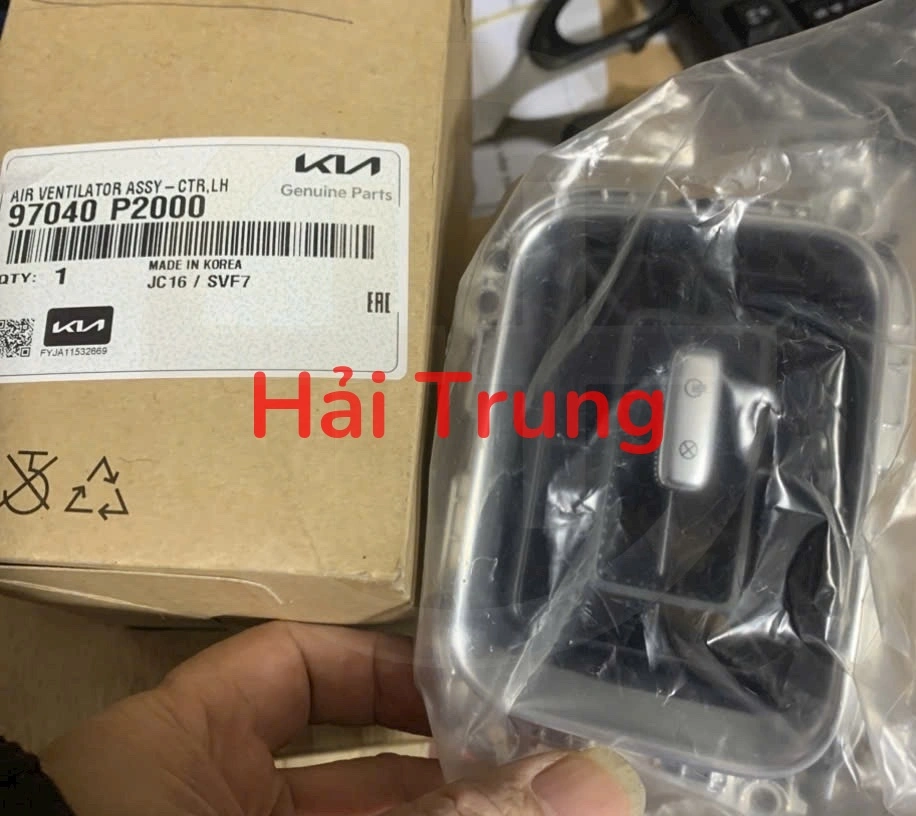 KIA
Genuine Parts
AIR VENTILATOR ASSY-CTR,LH
97040 P2000
QTY: 1
MADE IN KOREA
JC16 / SVF7
EAC
KIA
FYJA11532669
Hải Trung